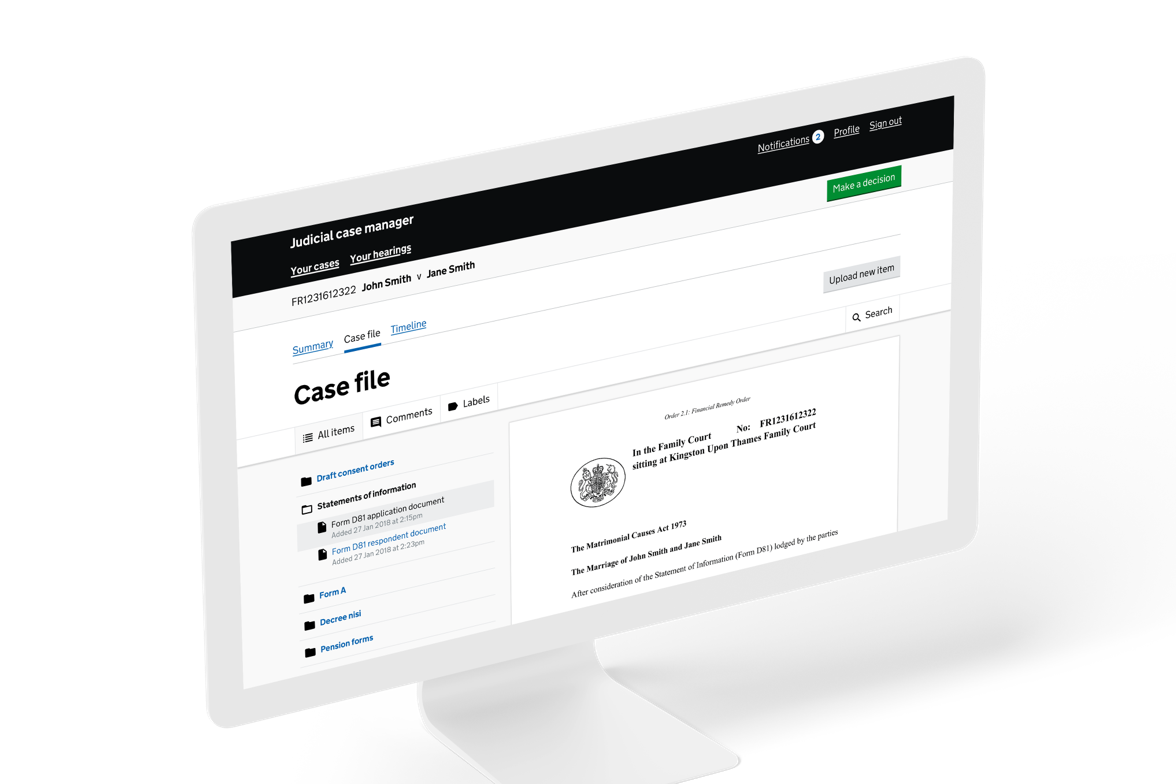 Notifications 2 Profile Sign out
Judicial case manager
Your cases Your hearings
Make a decision
FR1231612322 John Smith v Jane Smith
Upload new item
Summary Case file Timeline
Search
Case file
All items Comments Labels
Draft consent orders
Statements of information
Form D81 application document
Added 27 Jan 2018 at 2:15pm
Form D81 respondent document
Added 27 Jan 2018 at 2:23pm
Form A
Decree nisi
Pension forms
Order 2.1: Financial Remedy Order
In the Family Court No: FR1231612322
sitting at Kingston Upon Thames Family Court
The Matrimonial Causes Act 1973
The Marriage of John Smith and Jane Smith
After consideration of the Statement of Information (Form D81) lodged by the parties